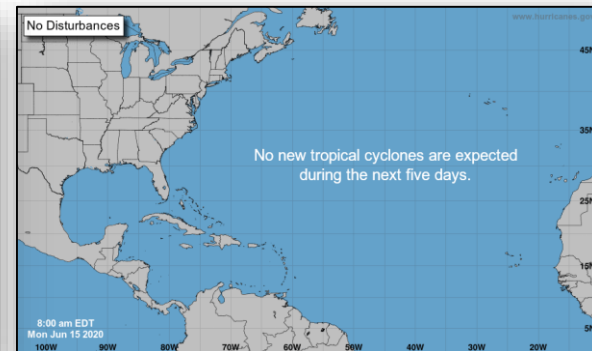 No Disturbances
www.hurricanes.gov
45N
35N
No new tropical cyclones are expected
during the next five days.
25N
15N
8:00 am EDT
Mon Jun 15 2020
5N
100W 90W 80W 70W 60W 50W 40W 30W 20W